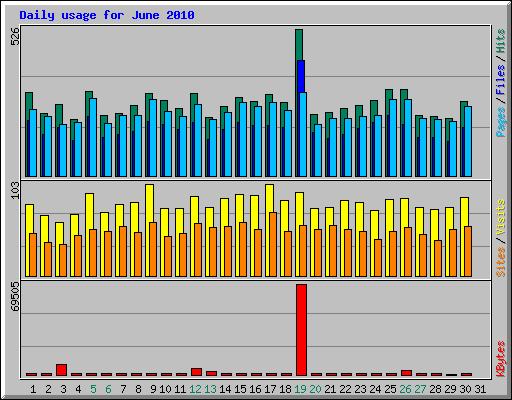 Daily usage for June 2010
526
Pages / Files / Hits
103
Sites / Visits
69505
KBytes
1 2 3 4 5 6 7 8 9 10 11 12 13 14 15 16 17 18 19 20 21 22 23 24 25 26 27 28 29 30 31